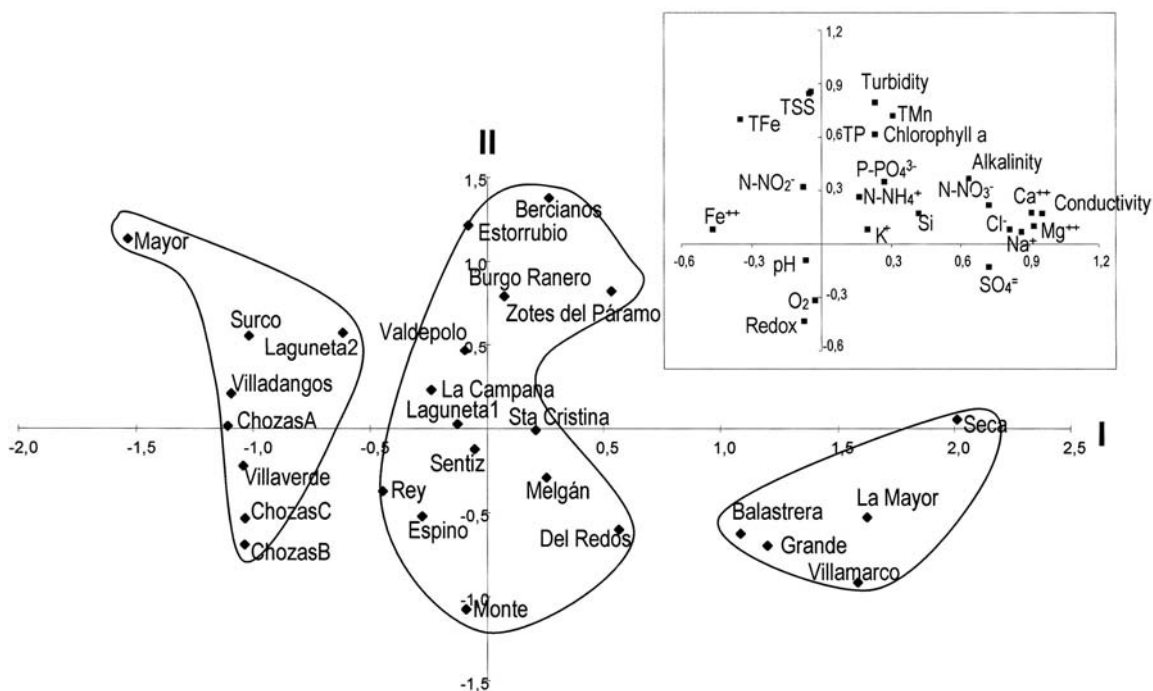 1,2
0,9
Turbidity
TSS
TMn
TFe
0,6
TP
Chlorophyll a
II
1,5
P-PO₄³⁻
Alkalinity
N-NO₂⁻
0,3
N-NH₄⁺
N-NO₃⁻
Ca⁺⁺
Conductivity
Bercianos
Fe⁺⁺
Si
Cl⁻
Mayor
Estorrubio
K⁺
Na⁺
Mg⁺⁺
-0,6
-0,3
0,3
0,6
0,9
1,2
1,0
pH
Burgo Ranero
SO₄⁼
-0,3
O₂
Zotes del Páramo
Redox
Surco
Valdepolo
-0,6
Laguneta2
0,5
Villadangos
La Campana
ChozasA
Laguneta1
Sta Cristina
Seca
I
-2,0
-1,5
-1,0
-0,5
0,5
1,0
1,5
2,0
2,5
Villaverde
Sentiz
Rey
Melgán
La Mayor
ChozasC
-0,5
Balastrera
Espino
Del Redos
Grande
ChozasB
Villamarco
-1,0
Monte
-1,5